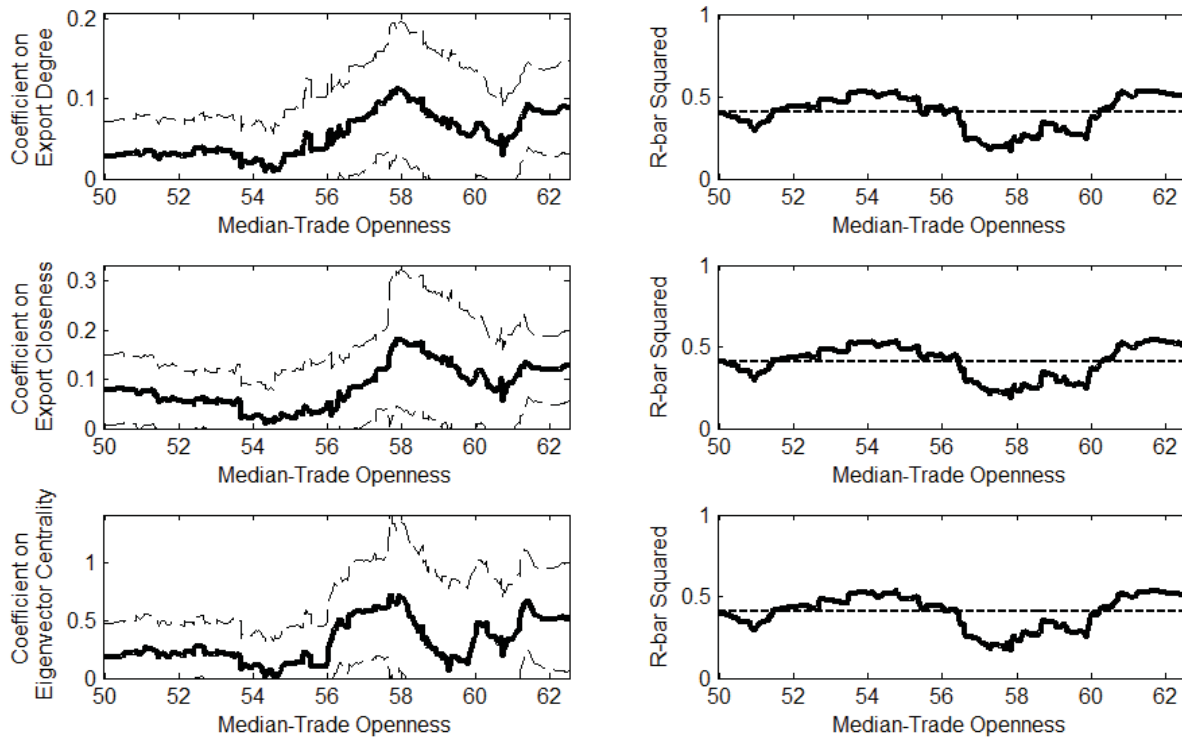 Coefficient on
Export Degree
0.2
0.1
0
50 52 54 56 58 60 62
Median-Trade Openness
R-bar Squared
1
0.5
0
50 52 54 56 58 60 62
Median-Trade Openness
Coefficient on
Export Closeness
0.3
0.2
0.1
0
50 52 54 56 58 60 62
Median-Trade Openness
R-bar Squared
1
0.5
0
50 52 54 56 58 60 62
Median-Trade Openness
Coefficient on
Eigenvector Centrality
1
0.5
0
50 52 54 56 58 60 62
Median-Trade Openness
R-bar Squared
1
0.5
0
50 52 54 56 58 60 62
Median-Trade Openness